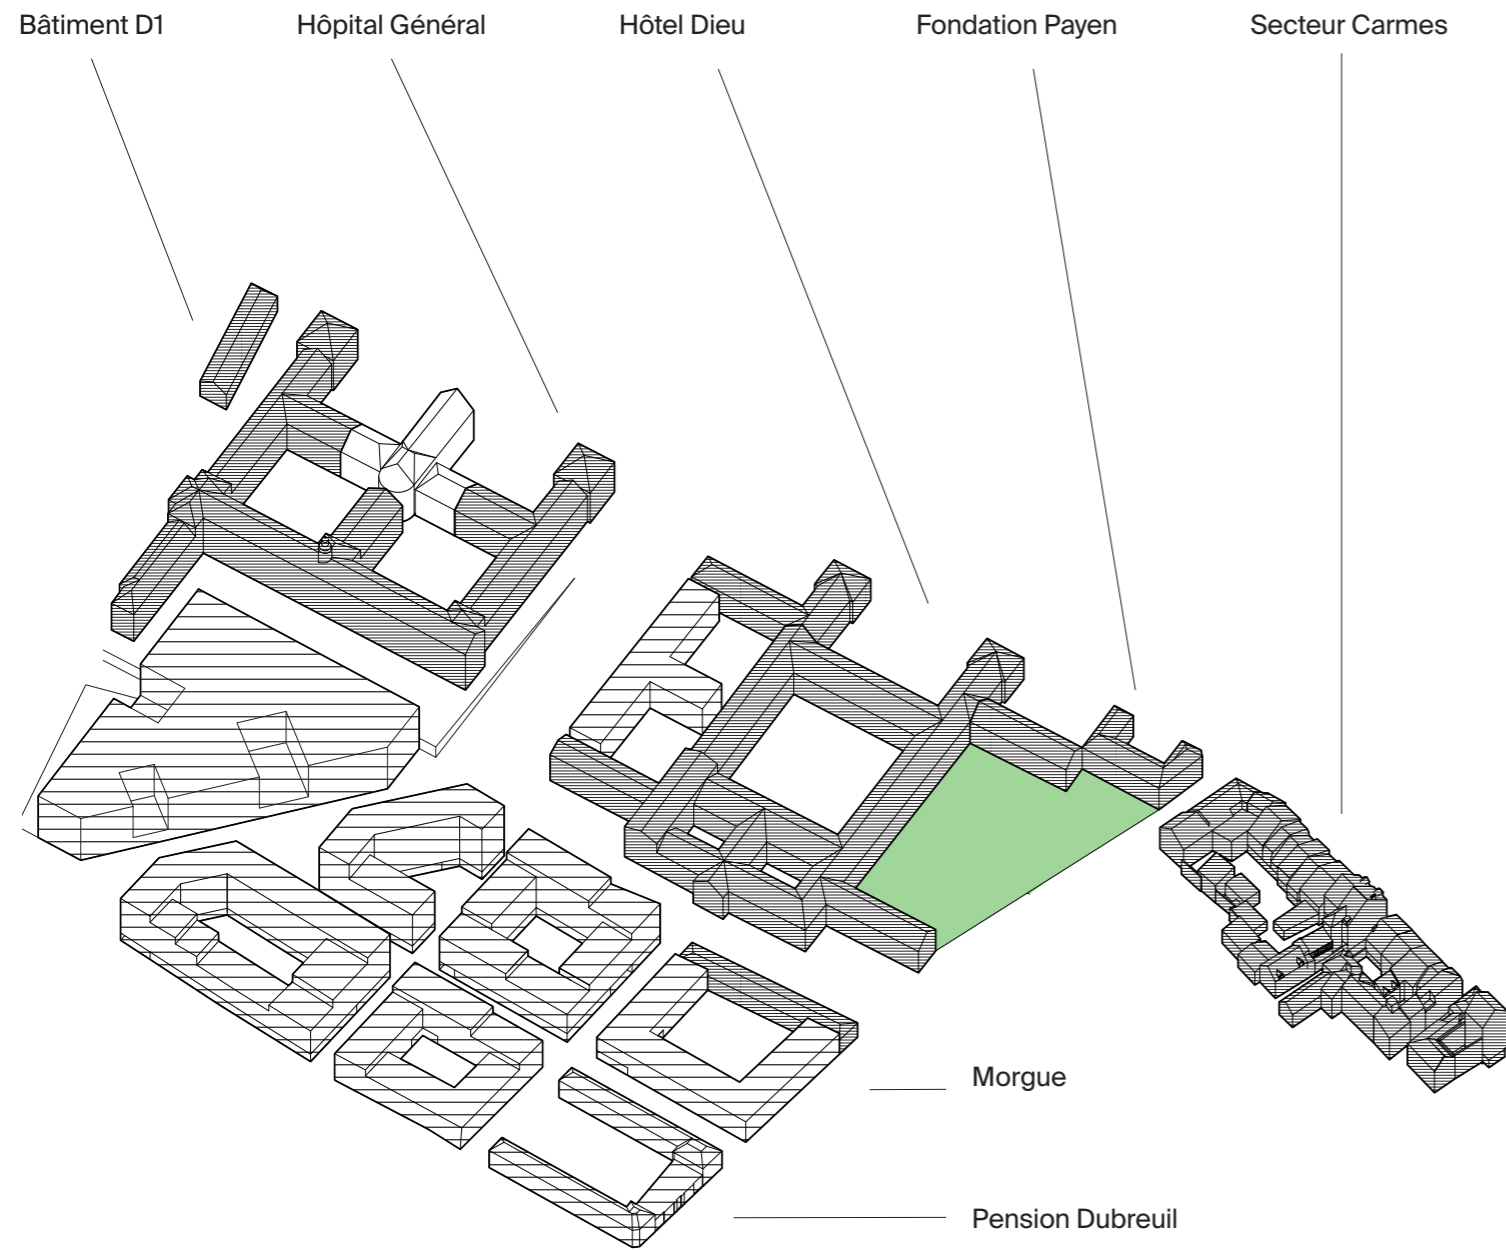 Bâtiment D1
Hôpital Général
Hôtel Dieu
Fondation Payen
Secteur Carmes
Morgue
Pension Dubreuil